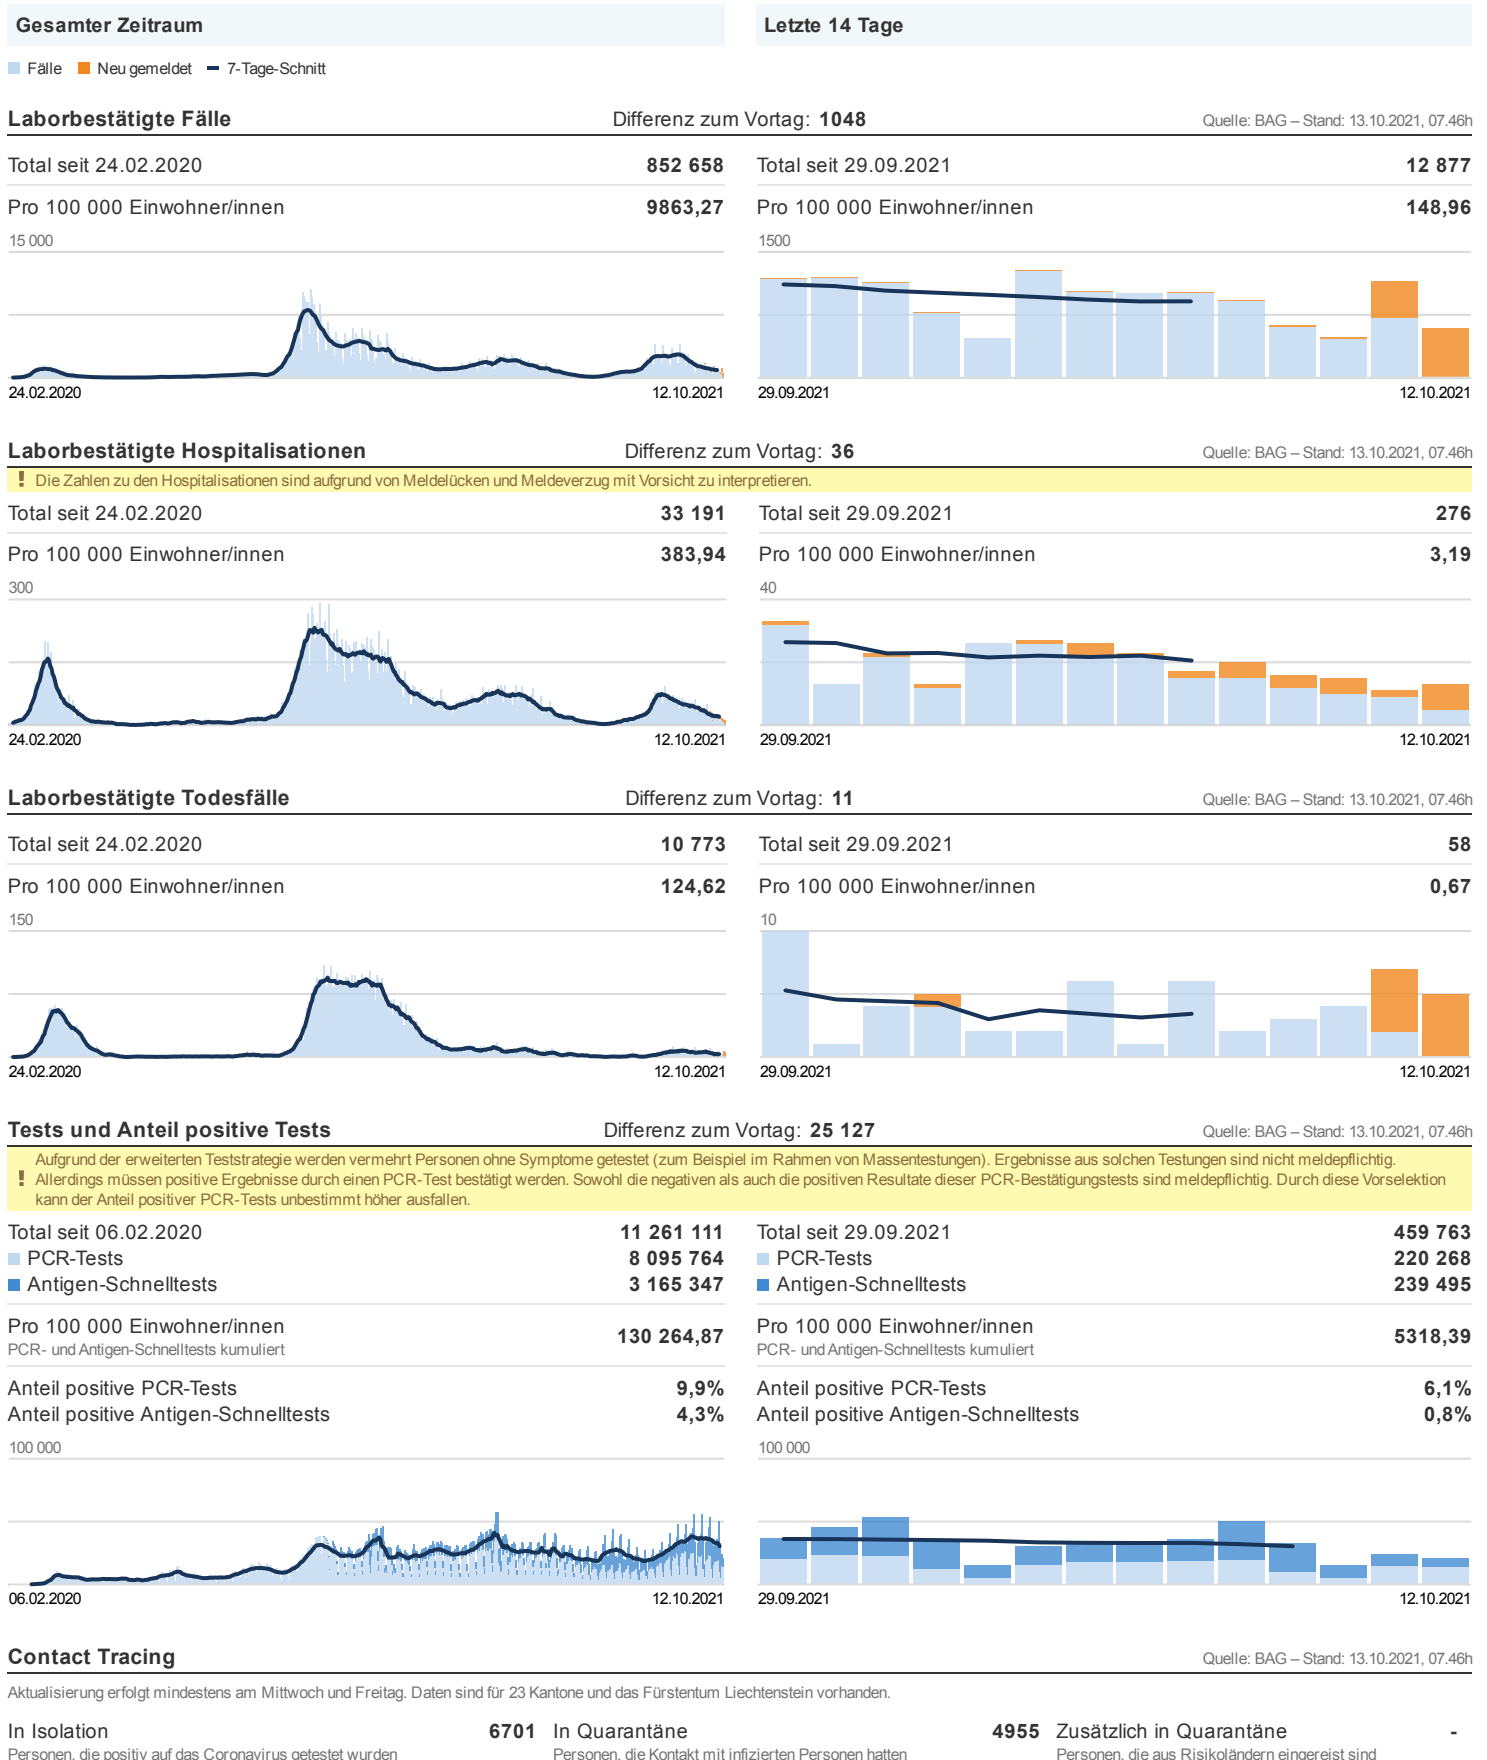 Gesamter Zeitraum
Letzte 14 Tage
Fälle Neu gemeldet 7-Tage-Schnitt
Laborbestätigte Fälle Differenz zum Vortag: 1048 Quelle: BAG – Stand: 13.10.2021, 07.46h
Total seit 24.02.2020 852 658
Pro 100 000 Einwohner/innen 9863,27
15 000
24.02.2020 12.10.2021
Total seit 29.09.2021 12 877
Pro 100 000 Einwohner/innen 148,96
1500
29.09.2021 12.10.2021
Laborbestätigte Hospitalisationen Differenz zum Vortag: 36 Quelle: BAG – Stand: 13.10.2021, 07.46h
! Die Zahlen zu den Hospitalisationen sind aufgrund von Meldelücken und Meldeverzug mit Vorsicht zu interpretieren.
Total seit 24.02.2020 33 191
Pro 100 000 Einwohner/innen 383,94
300
24.02.2020 12.10.2021
Total seit 29.09.2021 276
Pro 100 000 Einwohner/innen 3,19
40
29.09.2021 12.10.2021
Laborbestätigte Todesfälle Differenz zum Vortag: 11 Quelle: BAG – Stand: 13.10.2021, 07.46h
Total seit 24.02.2020 10 773
Pro 100 000 Einwohner/innen 124,62
150
24.02.2020 12.10.2021
Total seit 29.09.2021 58
Pro 100 000 Einwohner/innen 0,67
10
29.09.2021 12.10.2021
Tests und Anteil positive Tests Differenz zum Vortag: 25 127 Quelle: BAG – Stand: 13.10.2021, 07.46h
Aufgrund der erweiterten Teststrategie werden vermehrt Personen ohne Symptome getestet (zum Beispiel im Rahmen von Massentestungen). Ergebnisse aus solchen Testungen sind nicht meldepflichtig.
! Allerdings müssen positive Ergebnisse durch einen PCR-Test bestätigt werden. Sowohl die negativen als auch die positiven Resultate dieser PCR-Bestätigungstests sind meldepflichtig. Durch diese Vorselektion
kann der Anteil positiver PCR-Tests unbestimmt höher ausfallen.
Total seit 06.02.2020 11 261 111
PCR-Tests 8 095 764
Antigen-Schnelltests 3 165 347
Pro 100 000 Einwohner/innen 130 264,87
PCR- und Antigen-Schnelltests kumuliert
Anteil positive PCR-Tests 9,9%
Anteil positive Antigen-Schnelltests 4,3%
100 000
06.02.2020 12.10.2021
Total seit 29.09.2021 459 763
PCR-Tests 220 268
Antigen-Schnelltests 239 495
Pro 100 000 Einwohner/innen 5318,39
PCR- und Antigen-Schnelltests kumuliert
Anteil positive PCR-Tests 6,1%
Anteil positive Antigen-Schnelltests 0,8%
100 000
29.09.2021 12.10.2021
Contact Tracing Quelle: BAG – Stand: 13.10.2021, 07.46h
Aktualisierung erfolgt mindestens am Mittwoch und Freitag. Daten sind für 23 Kantone und das Fürstentum Liechtenstein vorhanden.
In Isolation 6701
Personen, die positiv auf das Coronavirus getestet wurden
In Quarantäne 4955
Personen, die Kontakt mit infizierten Personen hatten
Zusätzlich in Quarantäne -
Personen, die aus Risikoländern eingereist sind